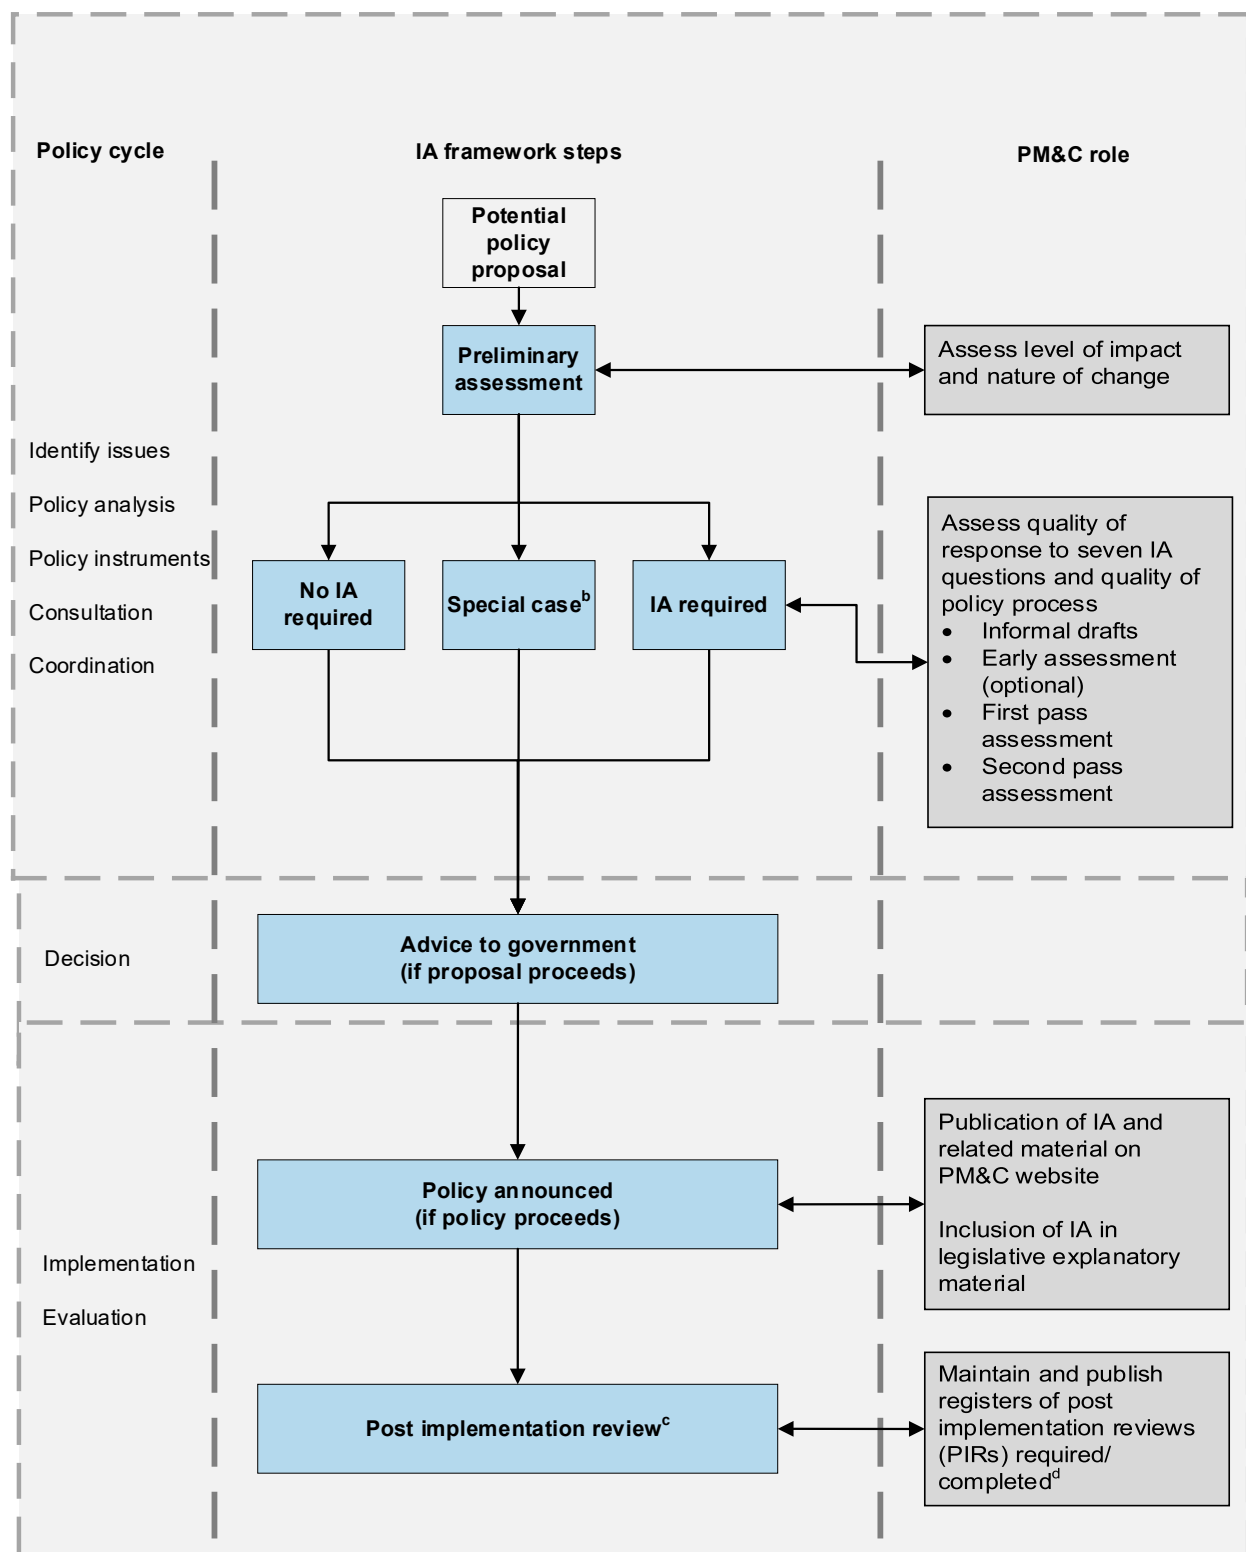 Policy cycle
IA framework steps
PM&C role
Potential
policy
proposal
Preliminary
assessment
Assess level of impact
and nature of change
Identify issues
Policy analysis
Policy instruments
Consultation
Coordination
No IA
required
Special caseᵇ
IA required
Assess quality of
response to seven IA
questions and quality of
policy process
• Informal drafts
• Early assessment
(optional)
• First pass
assessment
• Second pass
assessment
Decision
Advice to government
(if proposal proceeds)
Implementation
Evaluation
Policy announced
(if policy proceeds)
Publication of IA and
related material on
PM&C website
Inclusion of IA in
legislative explanatory
material
Post implementation reviewᶜ
Maintain and publish
registers of post
implementation reviews
(PIRs) required/
completedᵈ